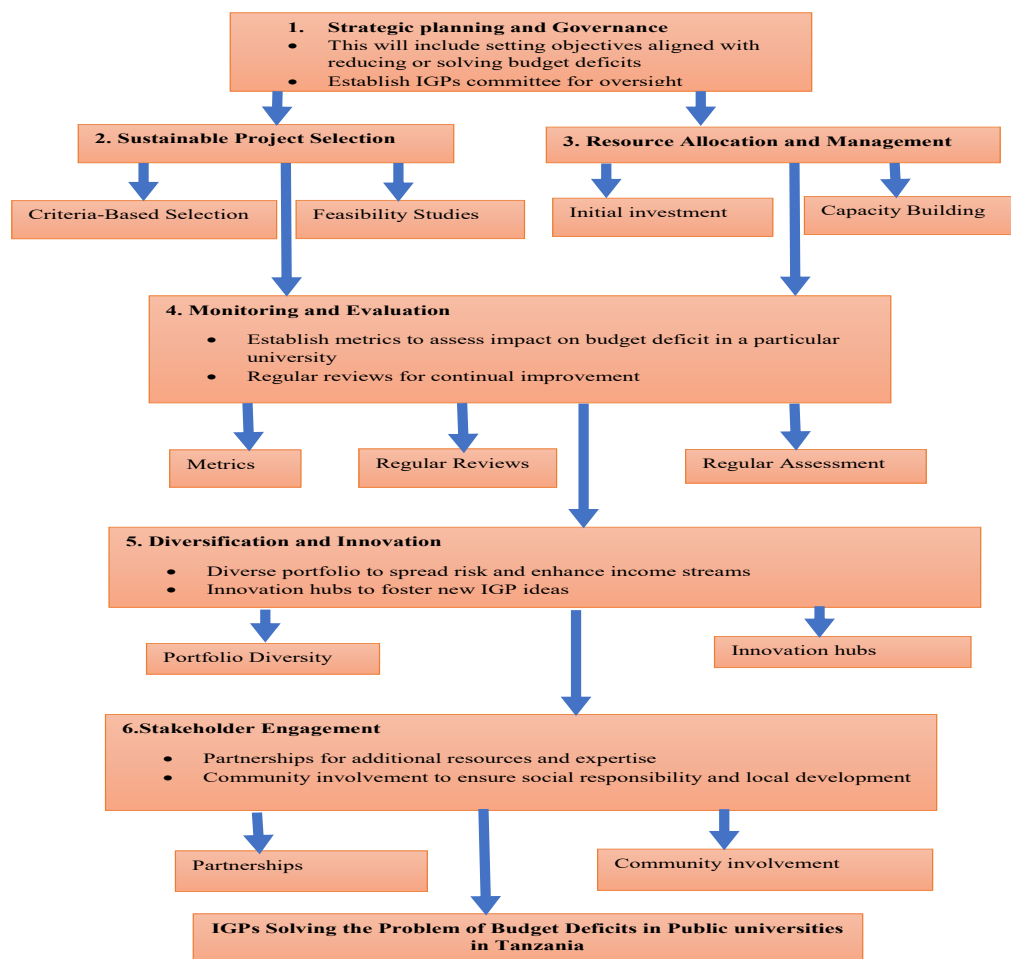 1. Strategic planning and Governance
• This will include setting objectives aligned with
reducing or solving budget deficits
• Establish IGPs committee for oversight
2. Sustainable Project Selection
3. Resource Allocation and Management
Criteria-Based Selection
Feasibility Studies
Initial investment
Capacity Building
4. Monitoring and Evaluation
• Establish metrics to assess impact on budget deficit in a particular
university
• Regular reviews for continual improvement
Metrics
Regular Reviews
Regular Assessment
5. Diversification and Innovation
• Diverse portfolio to spread risk and enhance income streams
• Innovation hubs to foster new IGP ideas
Portfolio Diversity
Innovation hubs
6.Stakeholder Engagement
• Partnerships for additional resources and expertise
• Community involvement to ensure social responsibility and local development
Partnerships
Community involvement
IGPs Solving the Problem of Budget Deficits in Public universities
in Tanzania